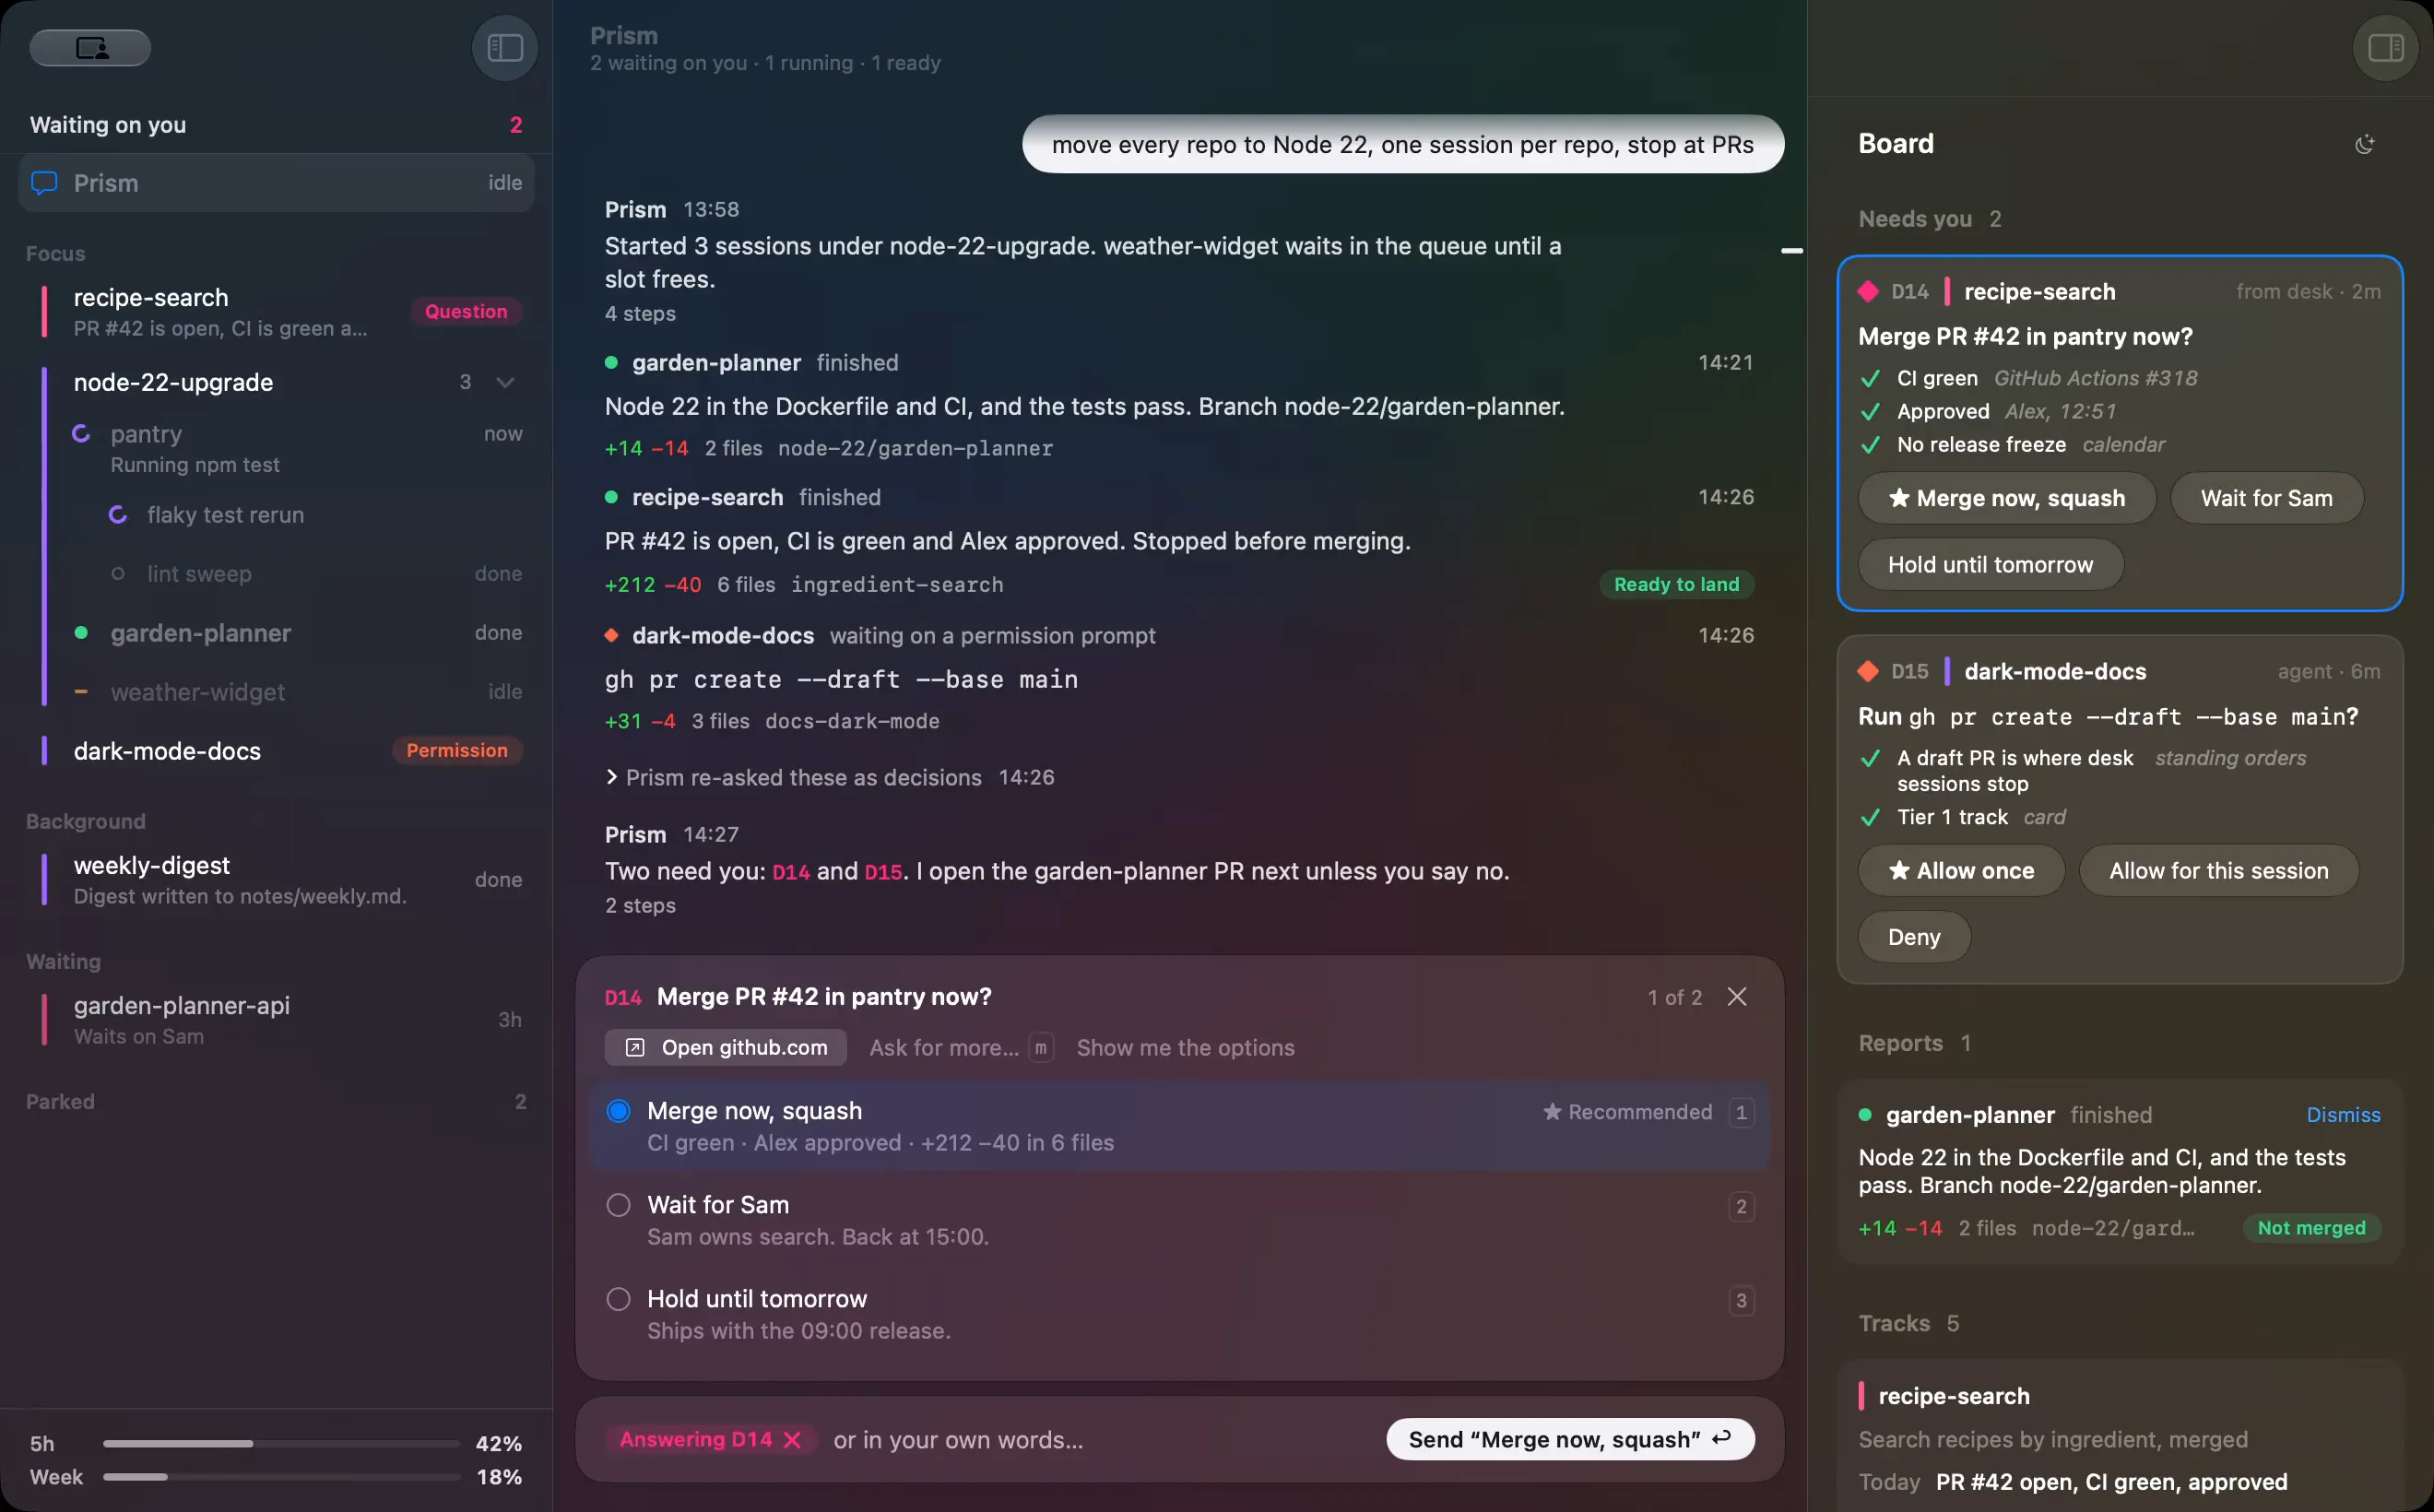 Waiting on you 2
Prism idle
Focus
recipe-search
PR #42 is open, CI is green a...
Question
node-22-upgrade 3
pantry now
Running npm test
flaky test rerun
lint sweep done
garden-planner done
weather-widget idle
dark-mode-docs Permission
Background
weekly-digest
Digest written to notes/weekly.md.
done
Waiting
garden-planner-api
Waits on Sam
3h
Parked 2
5h 42%
Week 18%
Prism
2 waiting on you · 1 running · 1 ready
move every repo to Node 22, one session per repo, stop at PRs
Prism 13:58
Started 3 sessions under node-22-upgrade. weather-widget waits in the queue until a
slot frees.
4 steps
garden-planner finished 14:21
Node 22 in the Dockerfile and CI, and the tests pass. Branch node-22/garden-planner.
+14 −14 2 files node-22/garden-planner
recipe-search finished 14:26
PR #42 is open, CI is green and Alex approved. Stopped before merging.
+212 −40 6 files ingredient-search Ready to land
dark-mode-docs waiting on a permission prompt 14:26
gh pr create --draft --base main
+31 −4 3 files docs-dark-mode
Prism re-asked these as decisions 14:26
Prism 14:27
Two need you: D14 and D15. I open the garden-planner PR next unless you say no.
2 steps
D14 Merge PR #42 in pantry now? 1 of 2
Open github.com Ask for more... m Show me the options
Merge now, squash ★ Recommended 1
CI green · Alex approved · +212 −40 in 6 files
Wait for Sam 2
Sam owns search. Back at 15:00.
Hold until tomorrow 3
Ships with the 09:00 release.
Answering D14 or in your own words... Send “Merge now, squash”
Board
Needs you 2
D14 recipe-search from desk · 2m
Merge PR #42 in pantry now?
CI green GitHub Actions #318
Approved Alex, 12:51
No release freeze calendar
★ Merge now, squash Wait for Sam
Hold until tomorrow
D15 dark-mode-docs agent · 6m
Run gh pr create --draft --base main?
A draft PR is where desk standing orders
sessions stop
Tier 1 track card
★ Allow once Allow for this session
Deny
Reports 1
garden-planner finished Dismiss
Node 22 in the Dockerfile and CI, and the tests
pass. Branch node-22/garden-planner.
+14 −14 2 files node-22/gard... Not merged
Tracks 5
recipe-search
Search recipes by ingredient, merged
Today PR #42 open, CI green, approved